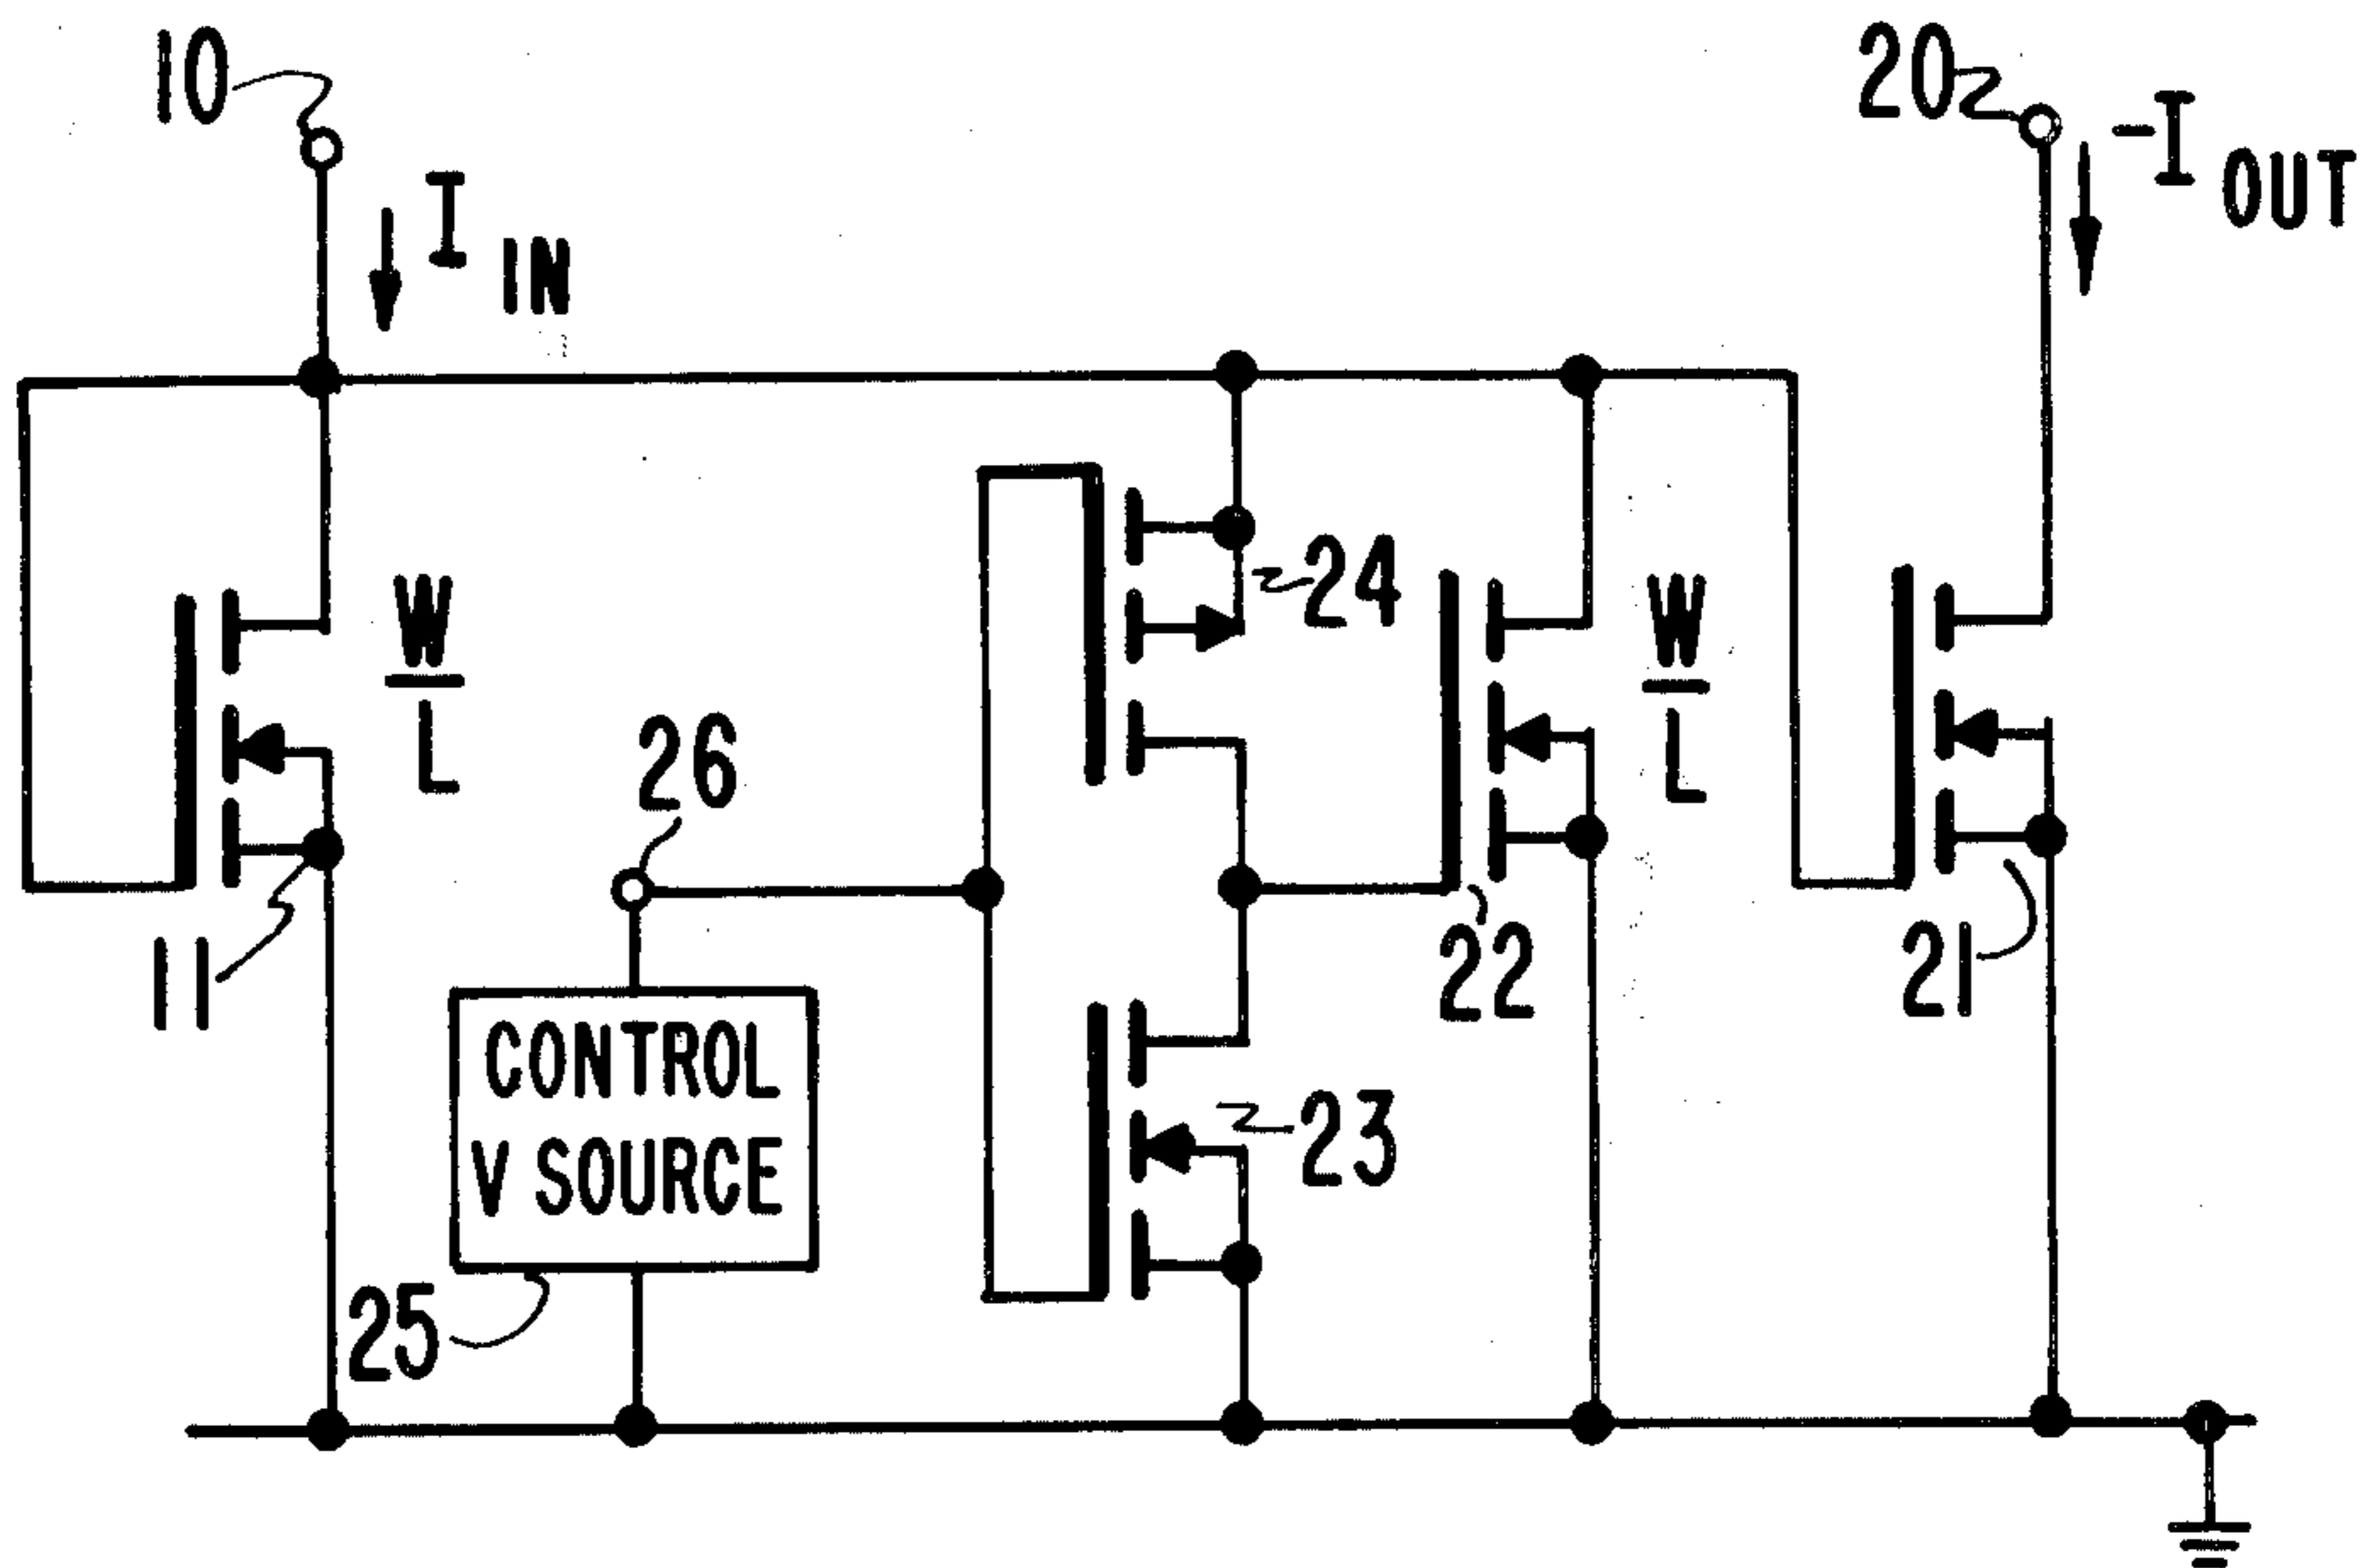 10
20
-I OUT
I IN
24
W
L
W
L
26
22
21
11
CONTROL
V SOURCE
23
25